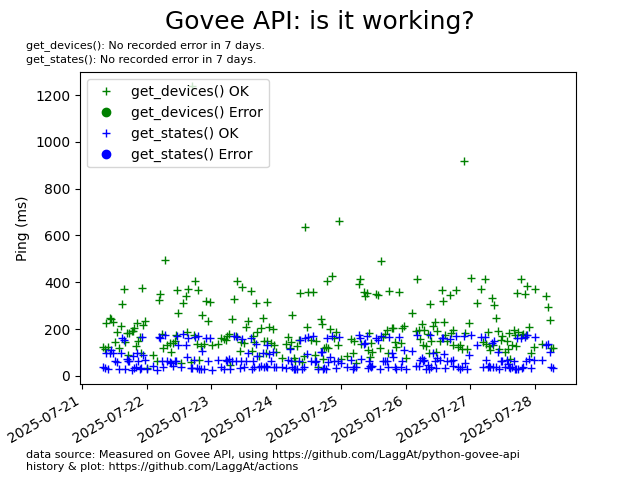 Govee API: is it working?
get_devices(): No recorded error in 7 days.
get_states(): No recorded error in 7 days.
get_devices() OK
get_devices() Error
get_states() OK
get_states() Error
Ping (ms)
1200
1000
800
600
400
200
0
2025-07-21
2025-07-22
2025-07-23
2025-07-24
2025-07-25
2025-07-26
2025-07-27
2025-07-28
data source: Measured on Govee API, using https://github.com/LaggAt/python-govee-api
history & plot: https://github.com/LaggAt/actions